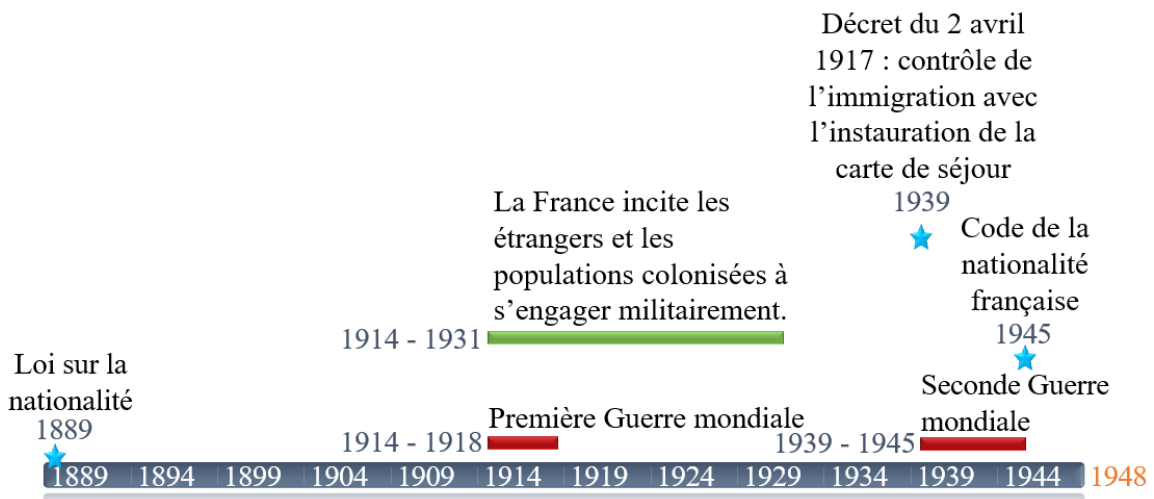 Décret du 2 avril
1917 : contrôle de
l’immigration avec
l’instauration de la
carte de séjour
1939
La France incite les
étrangers et les
populations colonisées à
s’engager militairement.
1914 - 1931
Code de la
nationalité
française
1945
Loi sur la
nationalité
1889
Première Guerre mondiale
1914 - 1918
Seconde Guerre
mondiale
1939 - 1945
1889 1894 1899 1904 1909 1914 1919 1924 1929 1934 1939 1944 1948